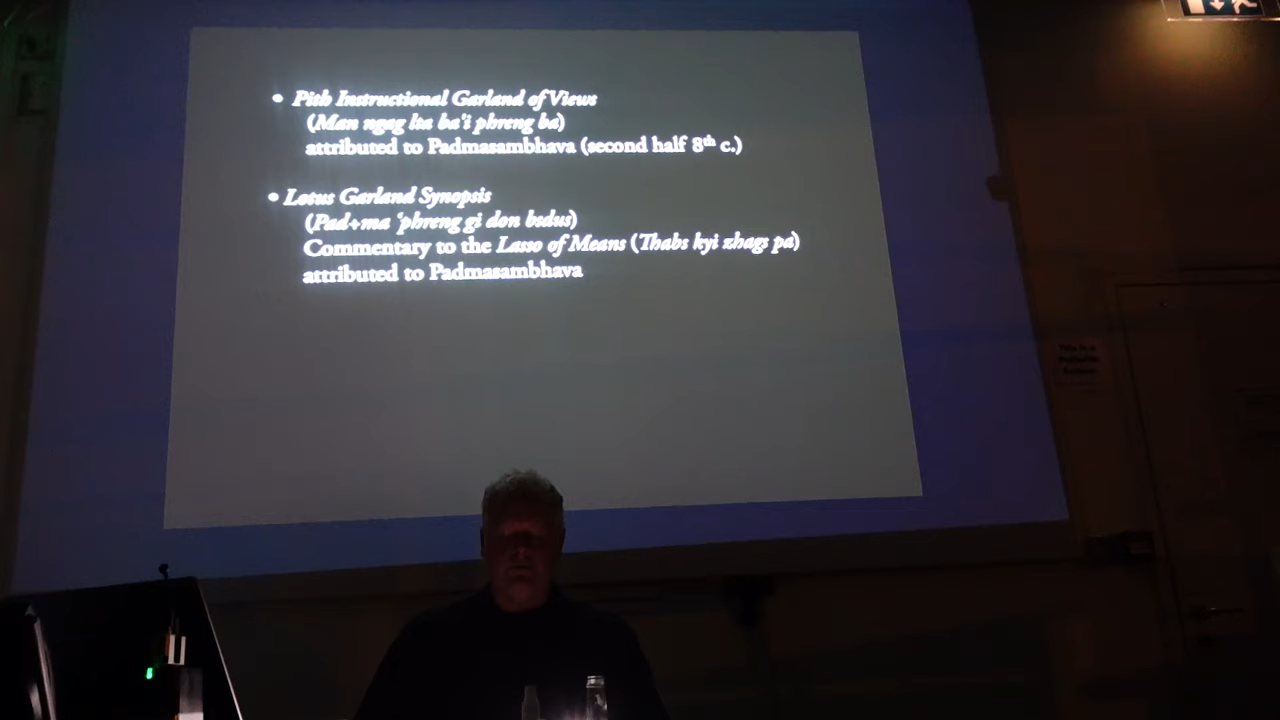 • Pith Instructional Garland of Views
(Man ngag lta ba'i phreng ba)
attributed to Padmasambhava (second half 8th c.)
• Lotus Garland Synopsis
(Pad+ma 'phreng gi don bsdus)
Commentary to the Lasso of Means (Thabs kyi zhags pa)
attributed to Padmasambhava